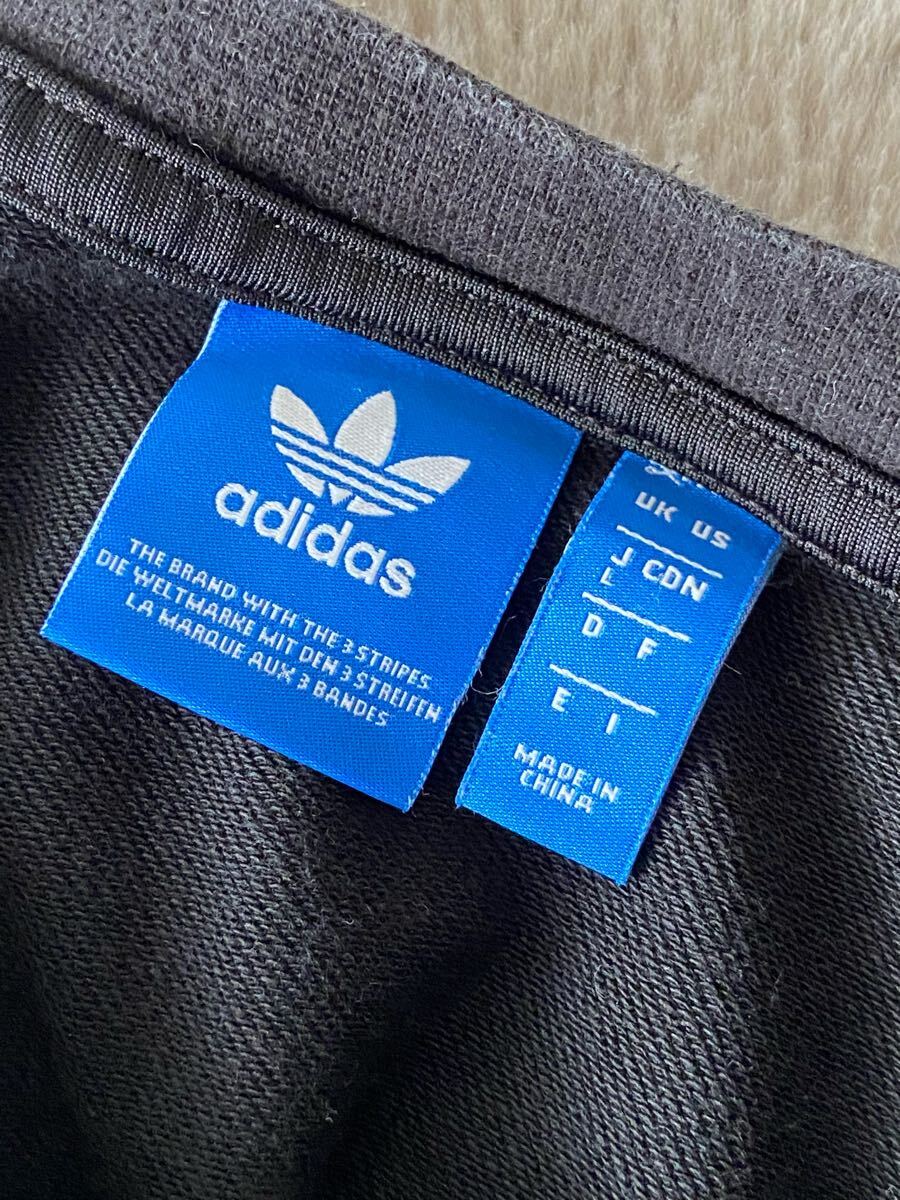 adidas
THE BRAND WITH THE 3 STRIPES
DIE WELTMARKE MIT DEN 3 STREIFEN
LA MARQUE AUX 3 BANDES
UK US
J CDN
L
D F
E I
MADE IN
CHINA